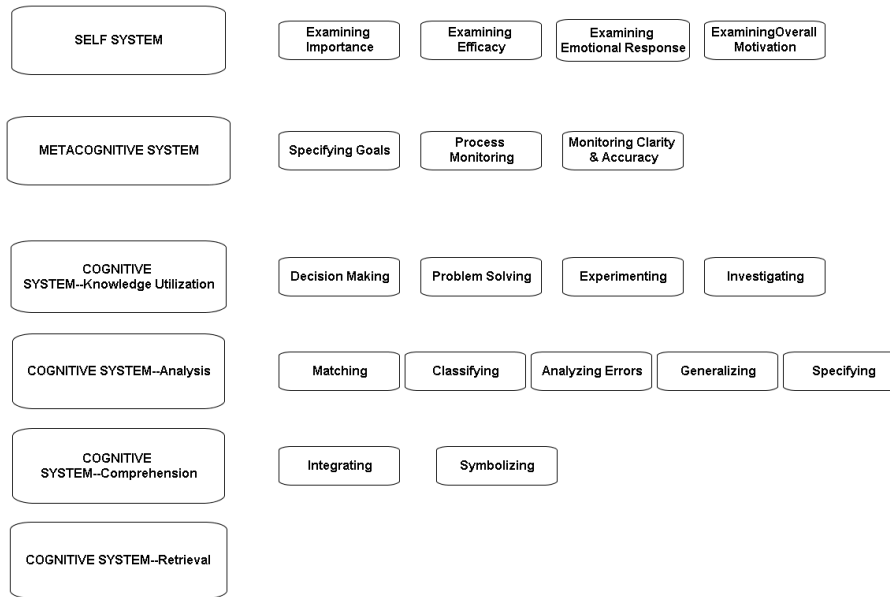 SELF SYSTEM
Examining
Importance
Examining
Efficacy
Examining
Emotional Response
ExaminingOverall
Motivation
METACOGNITIVE SYSTEM
Specifying Goals
Process
Monitoring
Monitoring Clarity
& Accuracy
COGNITIVE
SYSTEM--Knowledge Utilization
Decision Making
Problem Solving
Experimenting
Investigating
COGNITIVE SYSTEM--Analysis
Matching
Classifying
Analyzing Errors
Generalizing
Specifying
COGNITIVE
SYSTEM--Comprehension
Integrating
Symbolizing
COGNITIVE SYSTEM--Retrieval